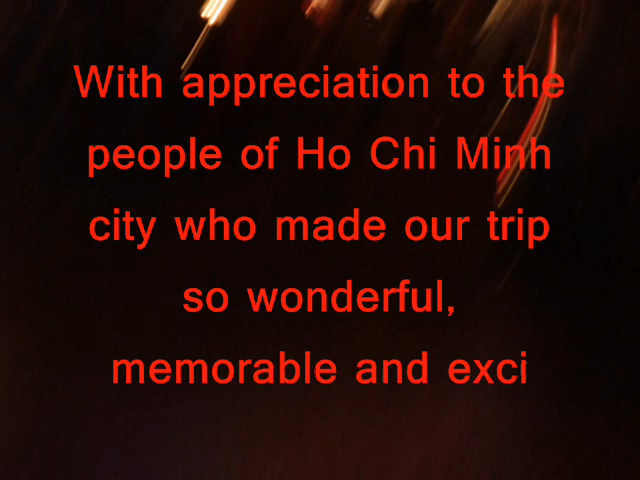 With appreciation to the
people of Ho Chi Minh
city who made our trip
so wonderful,
memorable and exci